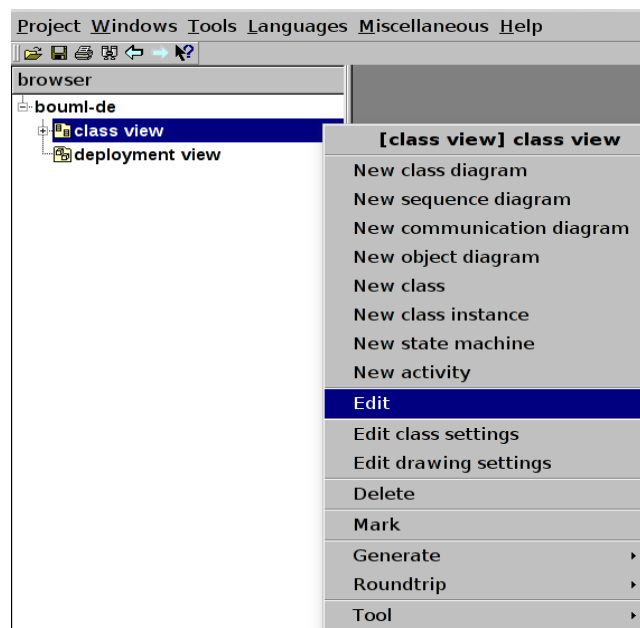 Project Windows Tools Languages Miscellaneous Help
browser
bouml-de
class view
deployment view
[class view] class view
New class diagram
New sequence diagram
New communication diagram
New object diagram
New class
New class instance
New state machine
New activity
Edit
Edit class settings
Edit drawing settings
Delete
Mark
Generate
Roundtrip
Tool